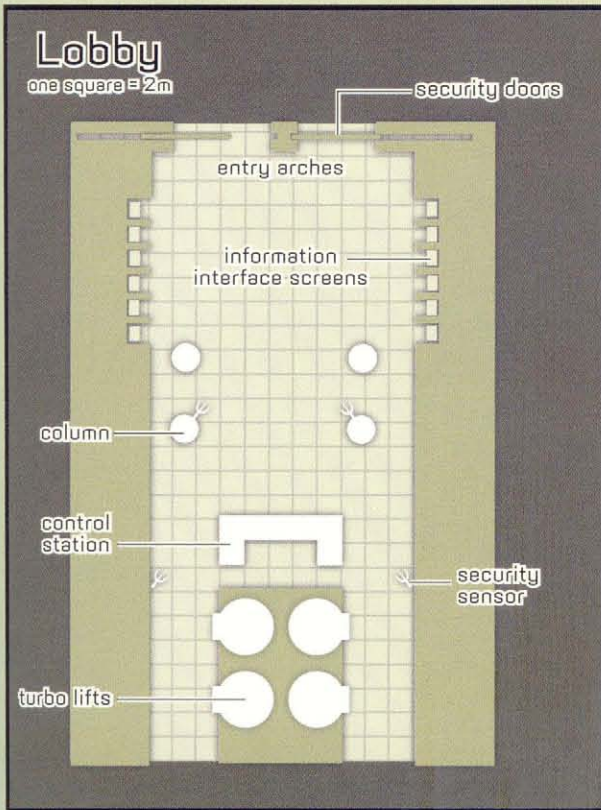 Lobby
one square = 2m
security doors
entry arches
information
interface screens
column
control
station
security
sensor
turbo lifts